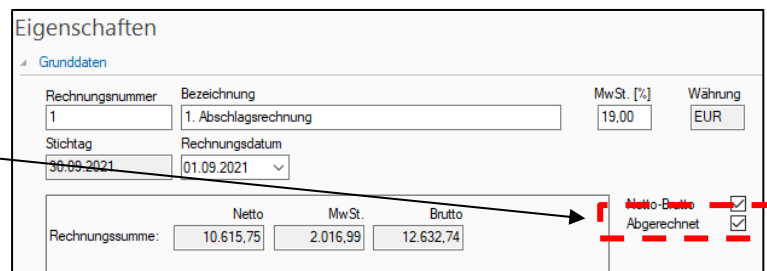 Eigenschaften
Grunddaten
Rechnungsnummer Bezeichnung MwSt. [%] Währung
1 1. Abschlagsrechnung 19,00 EUR
Stichtag Rechnungsdatum
30.09.2021 01.09.2021
Netto-Brutto
Netto MwSt. Brutto
Abgerechnet
Rechnungssumme: 10.615,75 2.016,99 12.632,74